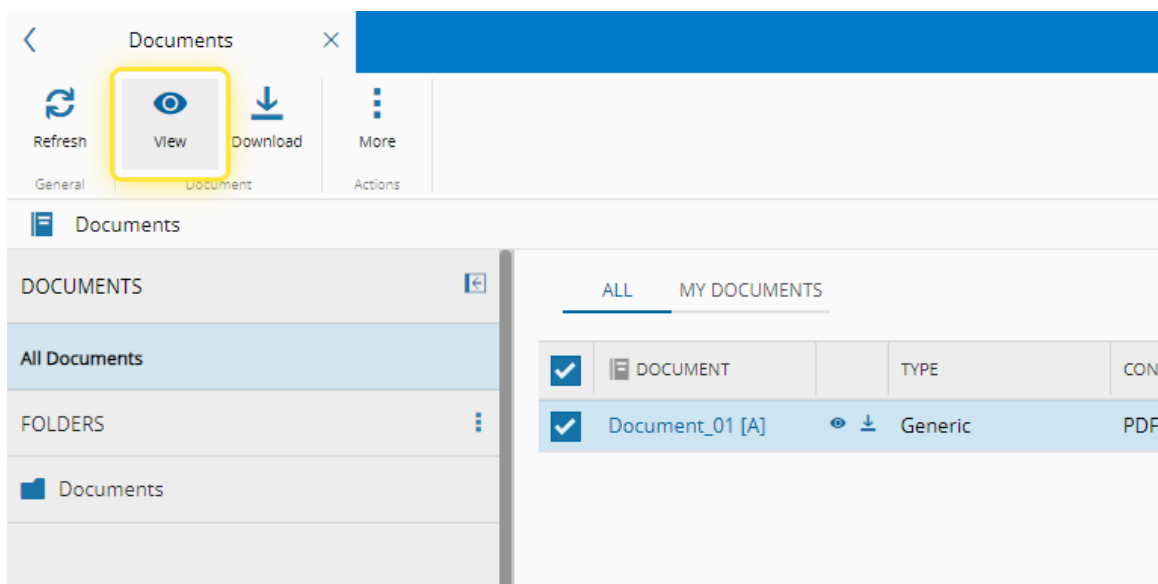 Documents
Refresh View Download More
General Document Actions
Documents
DOCUMENTS
ALL MY DOCUMENTS
All Documents
DOCUMENT TYPE CON
FOLDERS
Document_01 [A] Generic PDF
Documents